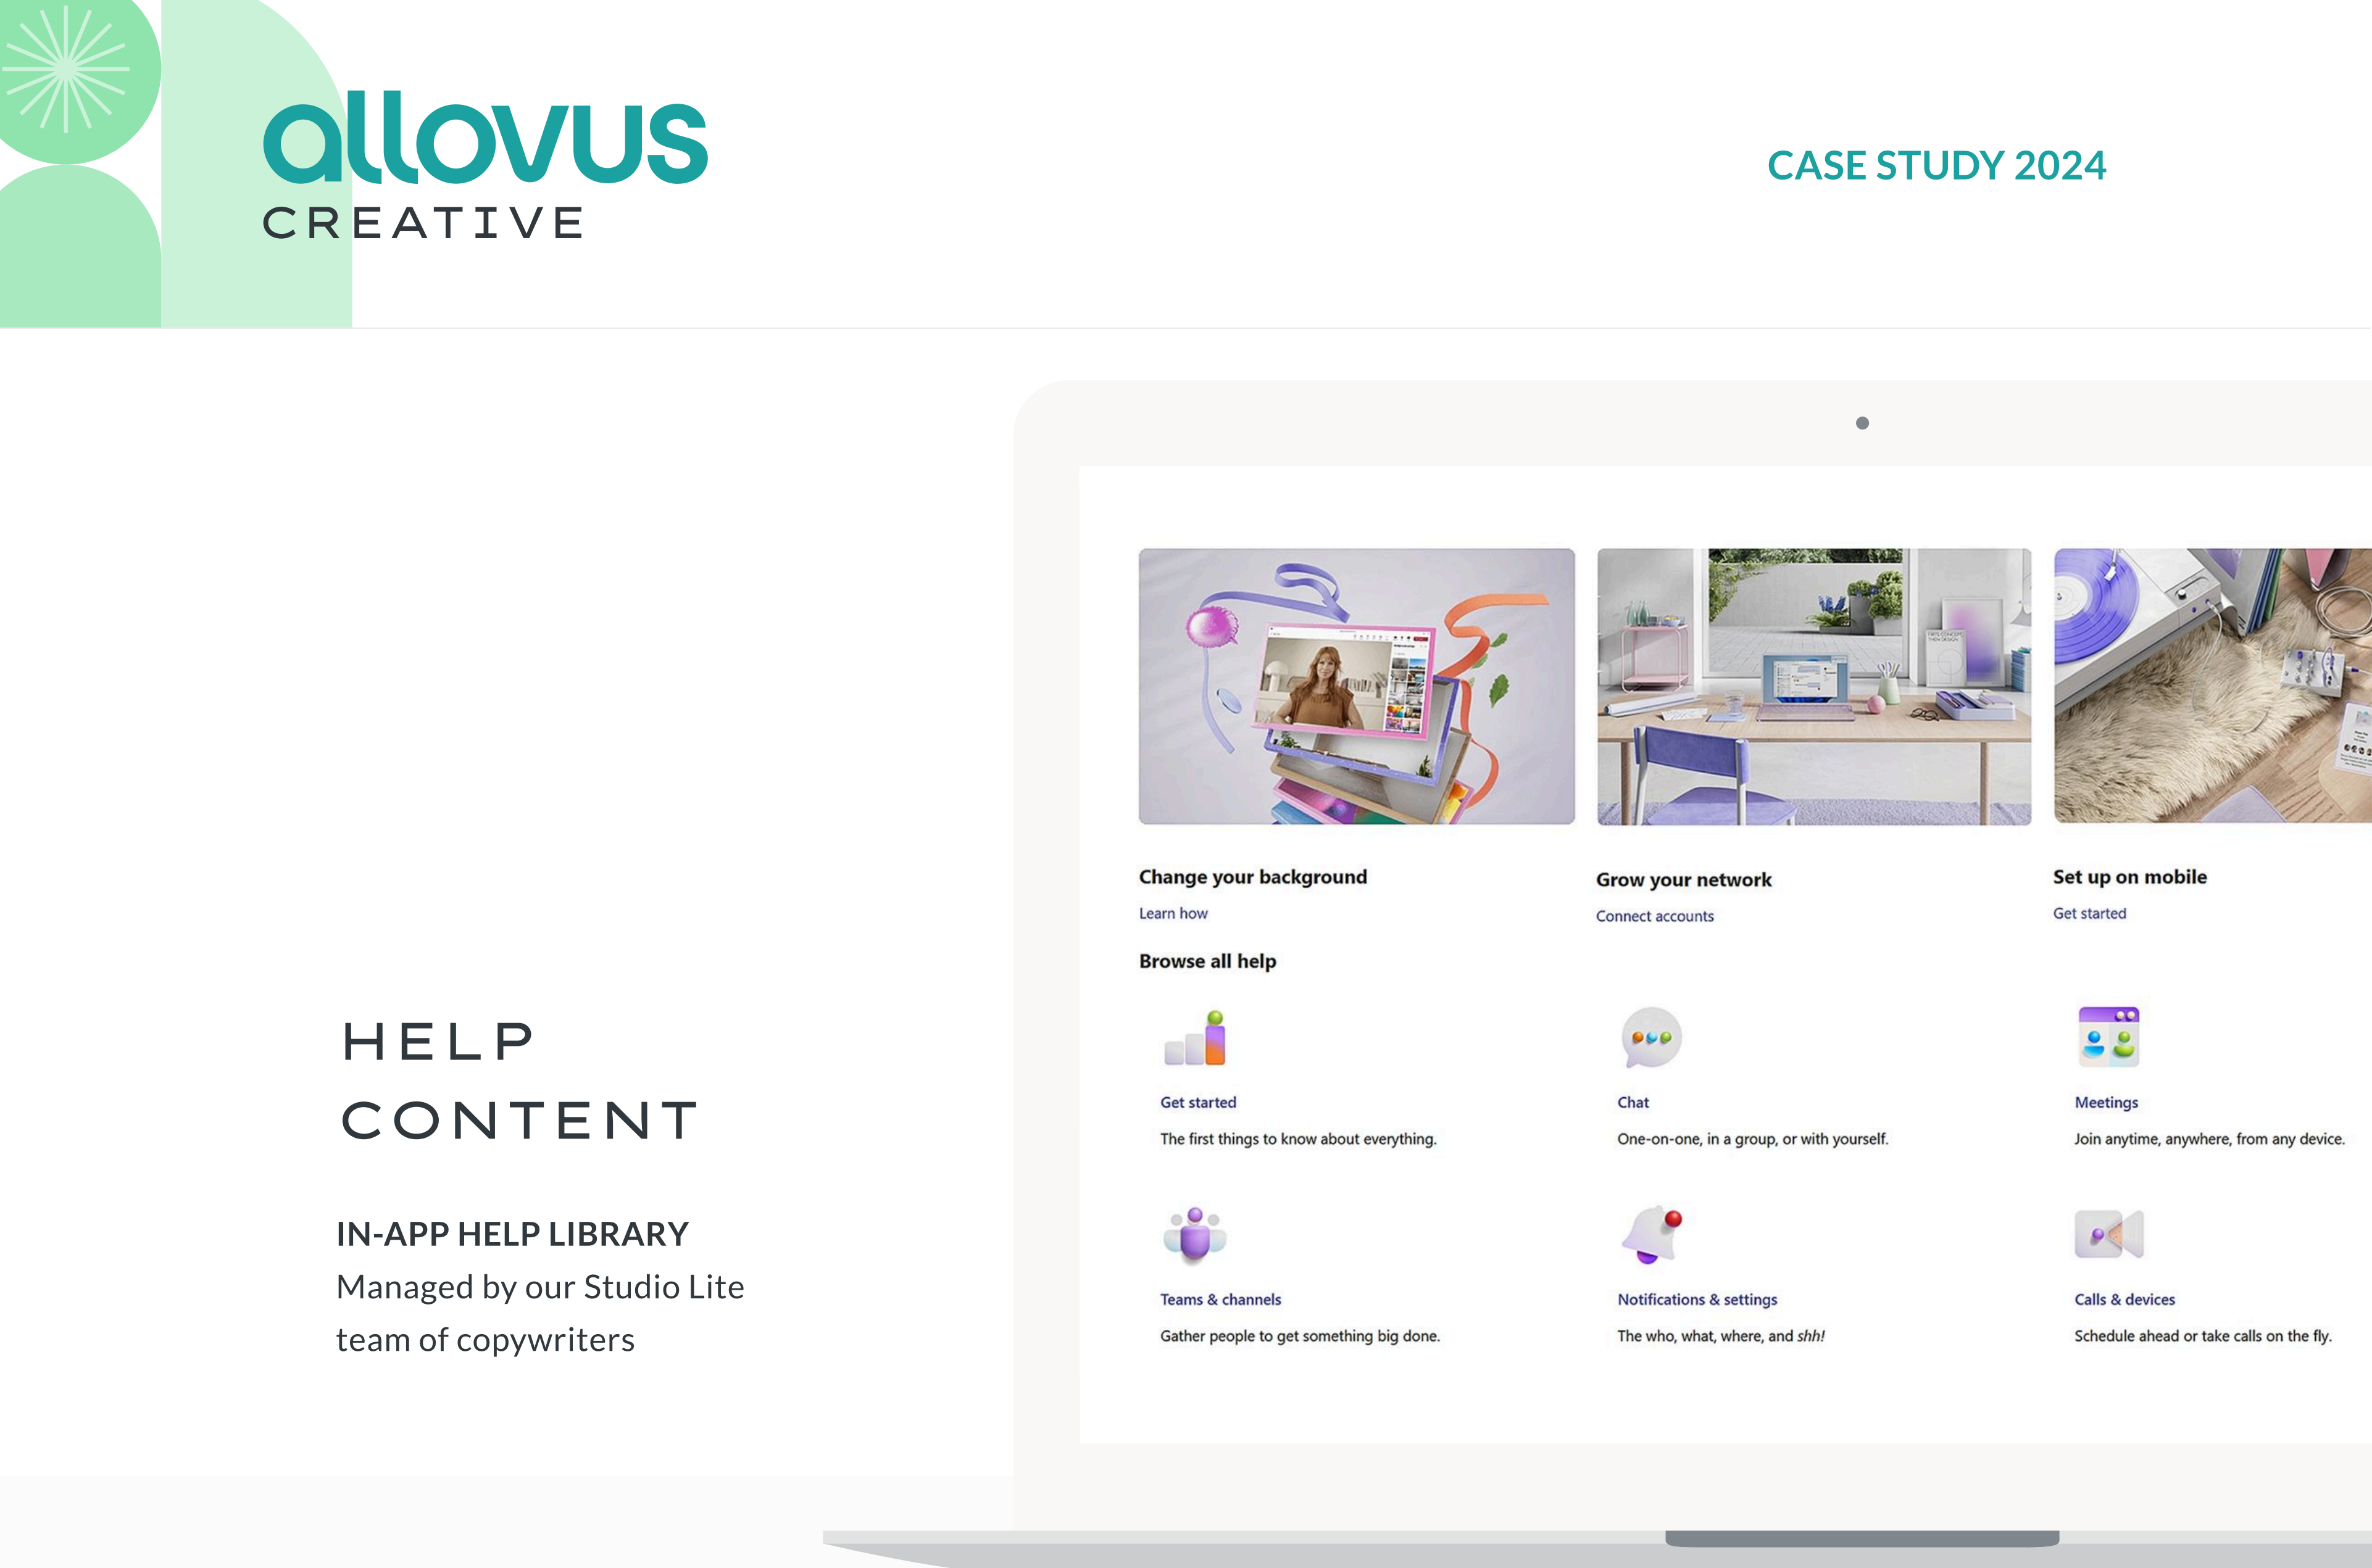 allovus
CREATIVE
CASE STUDY 2024
HELP
CONTENT
IN-APP HELP LIBRARY
Managed by our Studio Lite
team of copywriters
Change your background
Learn how
Grow your network
Connect accounts
Set up on mobile
Get started
Browse all help
Get started
The first things to know about everything.
Chat
One-on-one, in a group, or with yourself.
Meetings
Join anytime, anywhere, from any device.
Teams & channels
Gather people to get something big done.
Notifications & settings
The who, what, where, and shh!
Calls & devices
Schedule ahead or take calls on the fly.